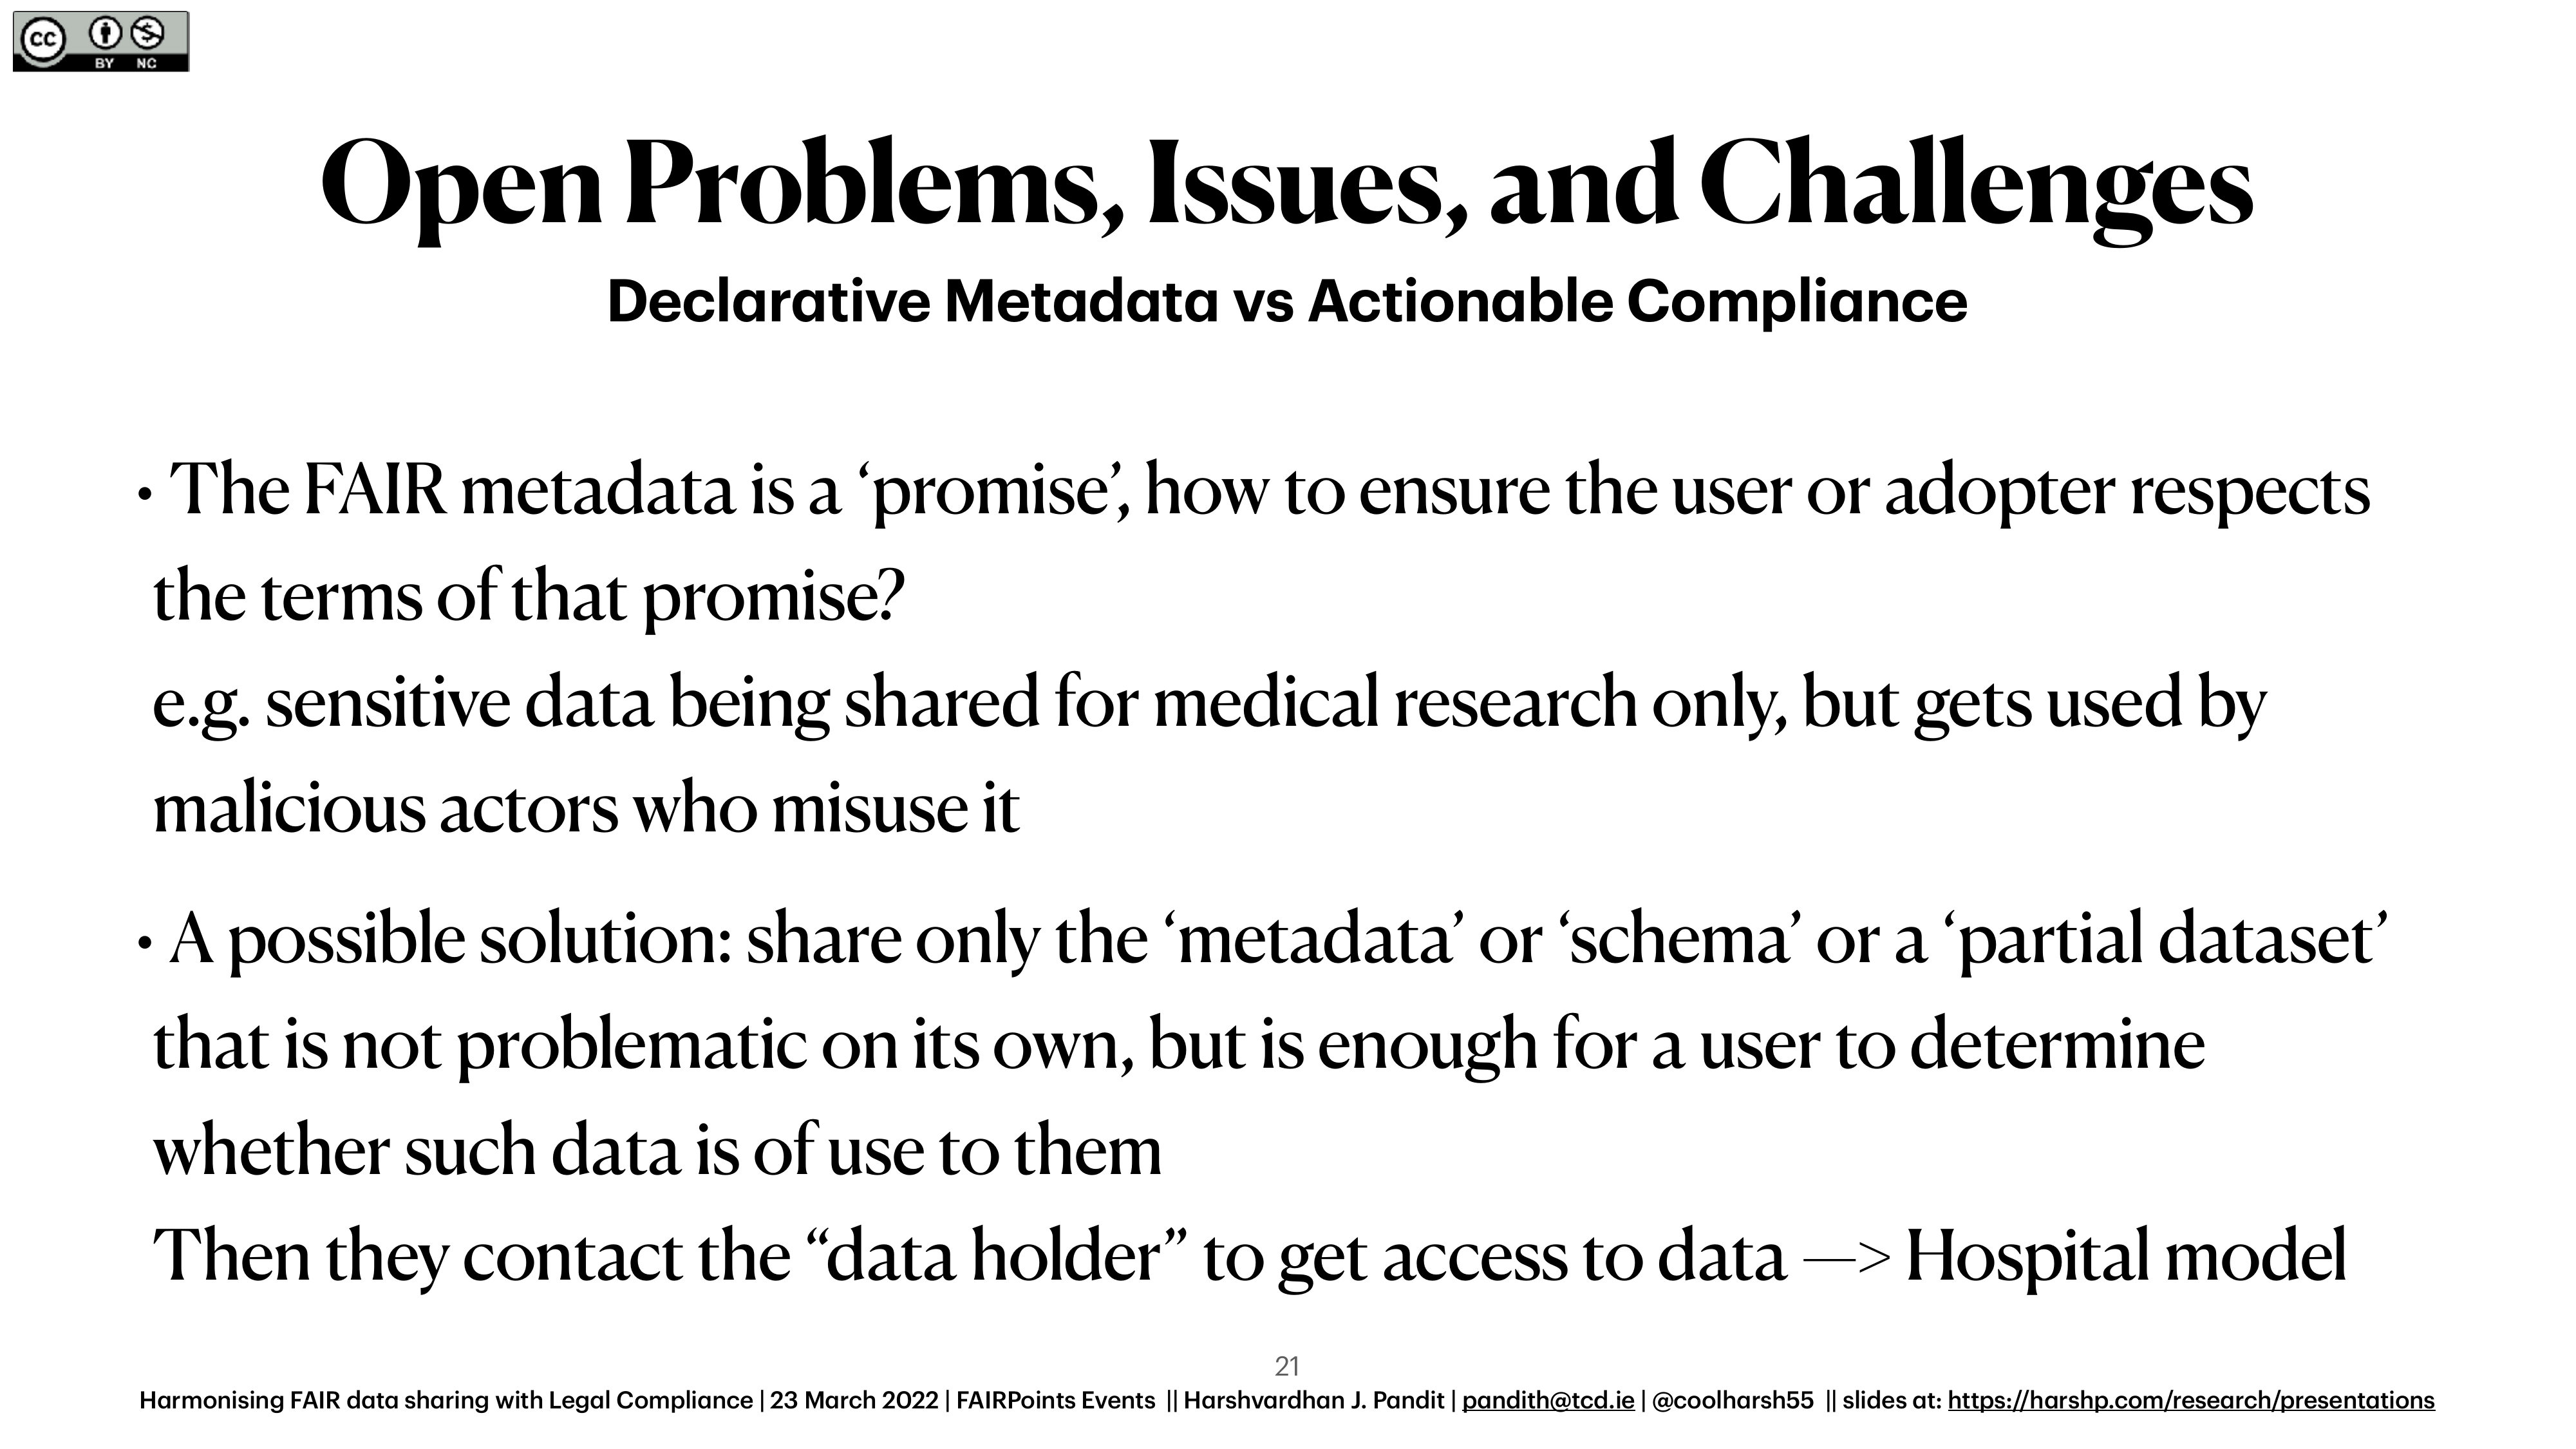 cc
BY NC
Open Problems, Issues, and Challenges
Declarative Metadata vs Actionable Compliance
• The FAIR metadata is a ‘promise’, how to ensure the user or adopter respects
the terms of that promise?
e.g. sensitive data being shared for medical research only, but gets used by
malicious actors who misuse it
• A possible solution: share only the ‘metadata’ or ‘schema’ or a ‘partial dataset’
that is not problematic on its own, but is enough for a user to determine
whether such data is of use to them
Then they contact the “data holder” to get access to data —> Hospital model
21
Harmonising FAIR data sharing with Legal Compliance | 23 March 2022 | FAIRPoints Events || Harshvardhan J. Pandit | pandith@tcd.ie | @coolharsh55 || slides at: https://harshp.com/research/presentations